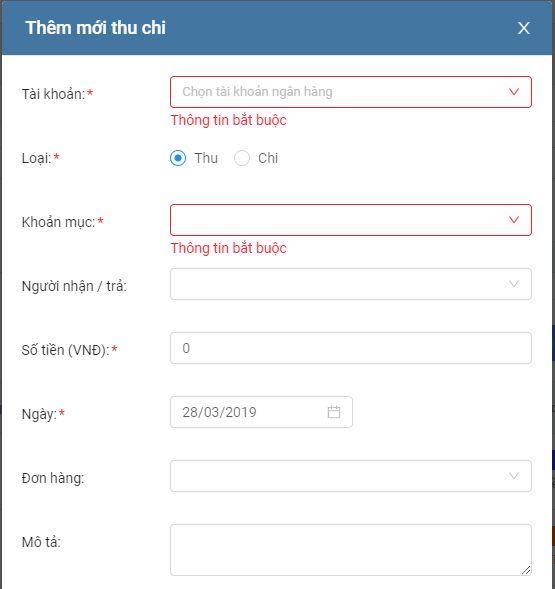 Thêm mới thu chi
Tài khoản:* Chọn tài khoản ngân hàng
Thông tin bắt buộc
Loại:* Thu Chi
Khoản mục:*
Thông tin bắt buộc
Người nhận / trả:
Số tiền (VNĐ):* 0
Ngày:* 28/03/2019
Đơn hàng:
Mô tả: